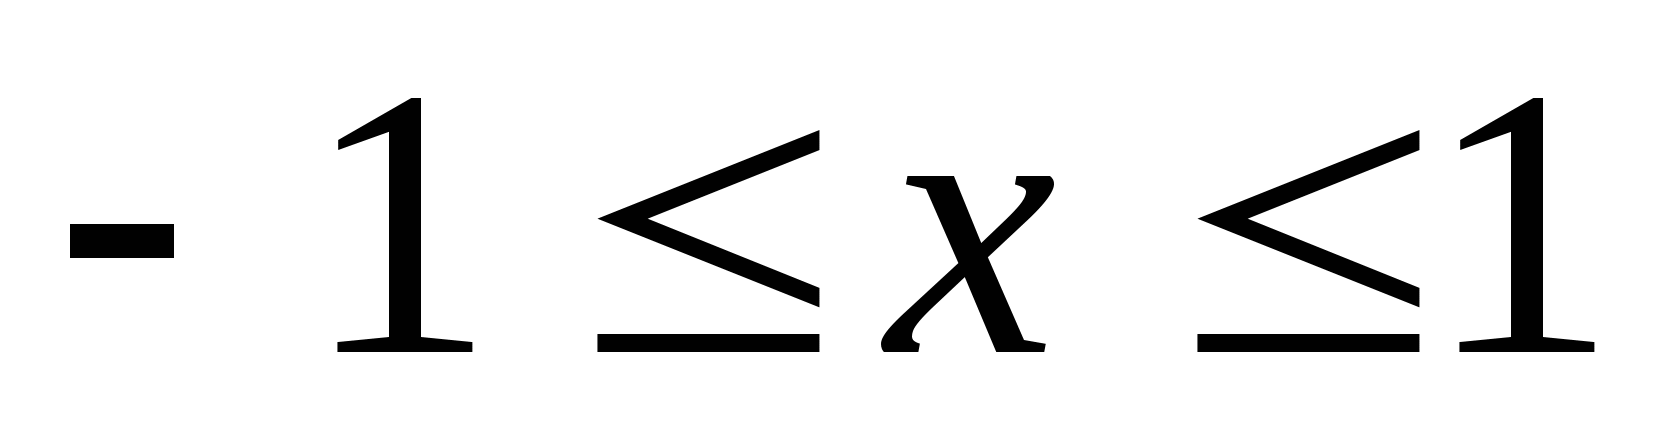 - 1 ≤ x ≤1